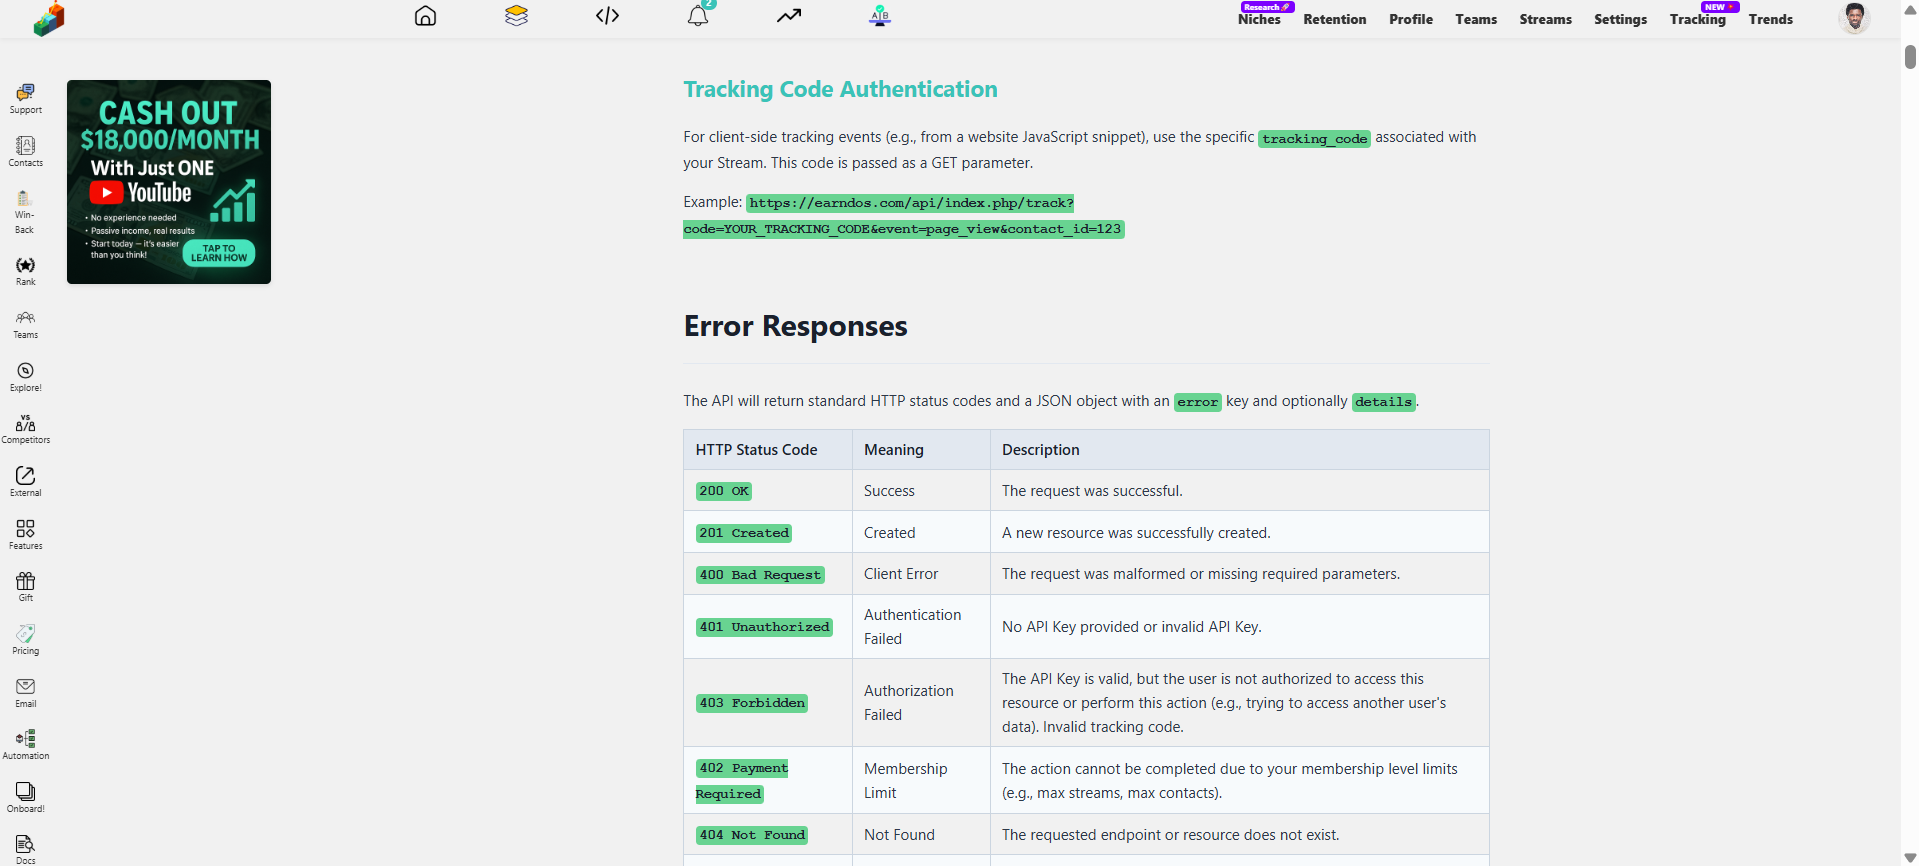 2
Research 🚀
NEW
Niches
Retention
Profile
Teams
Streams
Settings
Tracking
Trends
A B
Support
Contacts
Win-
Back
Rank
Teams
Explore!
VS
Competitors
External
Features
Gift
Pricing
Email
Automation
Onboard!
Docs
CASH OUT
$18,000/MONTH
With Just ONE
YouTube
• No experience needed
• Passive income, real results
• Start today – it's easier
than you think!
TAP TO
LEARN HOW
Tracking Code Authentication
For client-side tracking events (e.g., from a website JavaScript snippet), use the specific tracking_code associated with
your Stream. This code is passed as a GET parameter.
Example: https://earndos.com/api/index.php/track?
code=YOUR_TRACKING_CODE&event=page_view&contact_id=123
Error Responses
The API will return standard HTTP status codes and a JSON object with an error key and optionally details.
HTTP Status Code Meaning Description
200 OK Success The request was successful.
201 Created Created A new resource was successfully created.
400 Bad Request Client Error The request was malformed or missing required parameters.
401 Unauthorized
Authentication
Failed
No API Key provided or invalid API Key.
403 Forbidden
Authorization
Failed
The API Key is valid, but the user is not authorized to access this
resource or perform this action (e.g., trying to access another user's
data). Invalid tracking code.
402 Payment
Required
Membership
Limit
The action cannot be completed due to your membership level limits
(e.g., max streams, max contacts).
404 Not Found Not Found The requested endpoint or resource does not exist.